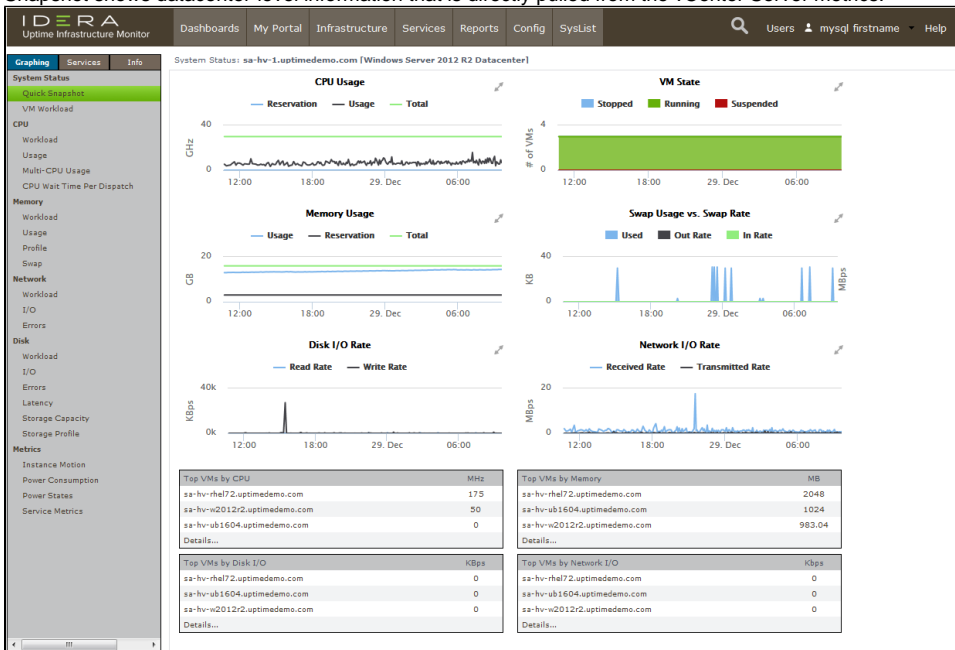 Snapshot shows datacenter-level information that is directly pulled from the VCenter Server metrics.
IDERA
Uptime Infrastructure Monitor
Dashboards My Portal Infrastructure Services Reports Config SysList
Users mysql firstname Help
Graphing Services Info
System Status: sa-hv-1.uptimedemo.com [Windows Server 2012 R2 Datacenter]
System Status
Quick Snapshot
VM Workload
CPU
Workload
Usage
Multi-CPU Usage
CPU Wait Time Per Dispatch
Memory
Workload
Usage
Profile
Swap
Network
Workload
I/O
Errors
Disk
Workload
I/O
Errors
Latency
Storage Capacity
Storage Profile
Metrics
Instance Motion
Power Consumption
Power States
Service Metrics
CPU Usage
Reservation Usage Total
40
GHz
0
12:00 18:00 29. Dec 06:00
VM State
Stopped Running Suspended
4
# of VMs
0
12:00 18:00 29. Dec 06:00
Memory Usage
Usage Reservation Total
20
GB
0
12:00 18:00 29. Dec 06:00
Swap Usage vs. Swap Rate
Used Out Rate In Rate
40
KB
MBps
0
12:00 18:00 29. Dec 06:00
Disk I/O Rate
Read Rate Write Rate
40k
KBps
0k
12:00 18:00 29. Dec 06:00
Network I/O Rate
Received Rate Transmitted Rate
20
MBps
0
12:00 18:00 29. Dec 06:00
Top VMs by CPU MHz
sa-hv-rhel72.uptimedemo.com 175
sa-hv-w2012r2.uptimedemo.com 50
sa-hv-ub1604.uptimedemo.com 0
Details...
Top VMs by Memory MB
sa-hv-rhel72.uptimedemo.com 2048
sa-hv-ub1604.uptimedemo.com 1024
sa-hv-w2012r2.uptimedemo.com 983.04
Details...
Top VMs by Disk I/O KBps
sa-hv-rhel72.uptimedemo.com 0
sa-hv-ub1604.uptimedemo.com 0
sa-hv-w2012r2.uptimedemo.com 0
Details...
Top VMs by Network I/O Kbps
sa-hv-rhel72.uptimedemo.com 0
sa-hv-ub1604.uptimedemo.com 0
sa-hv-w2012r2.uptimedemo.com 0
Details...